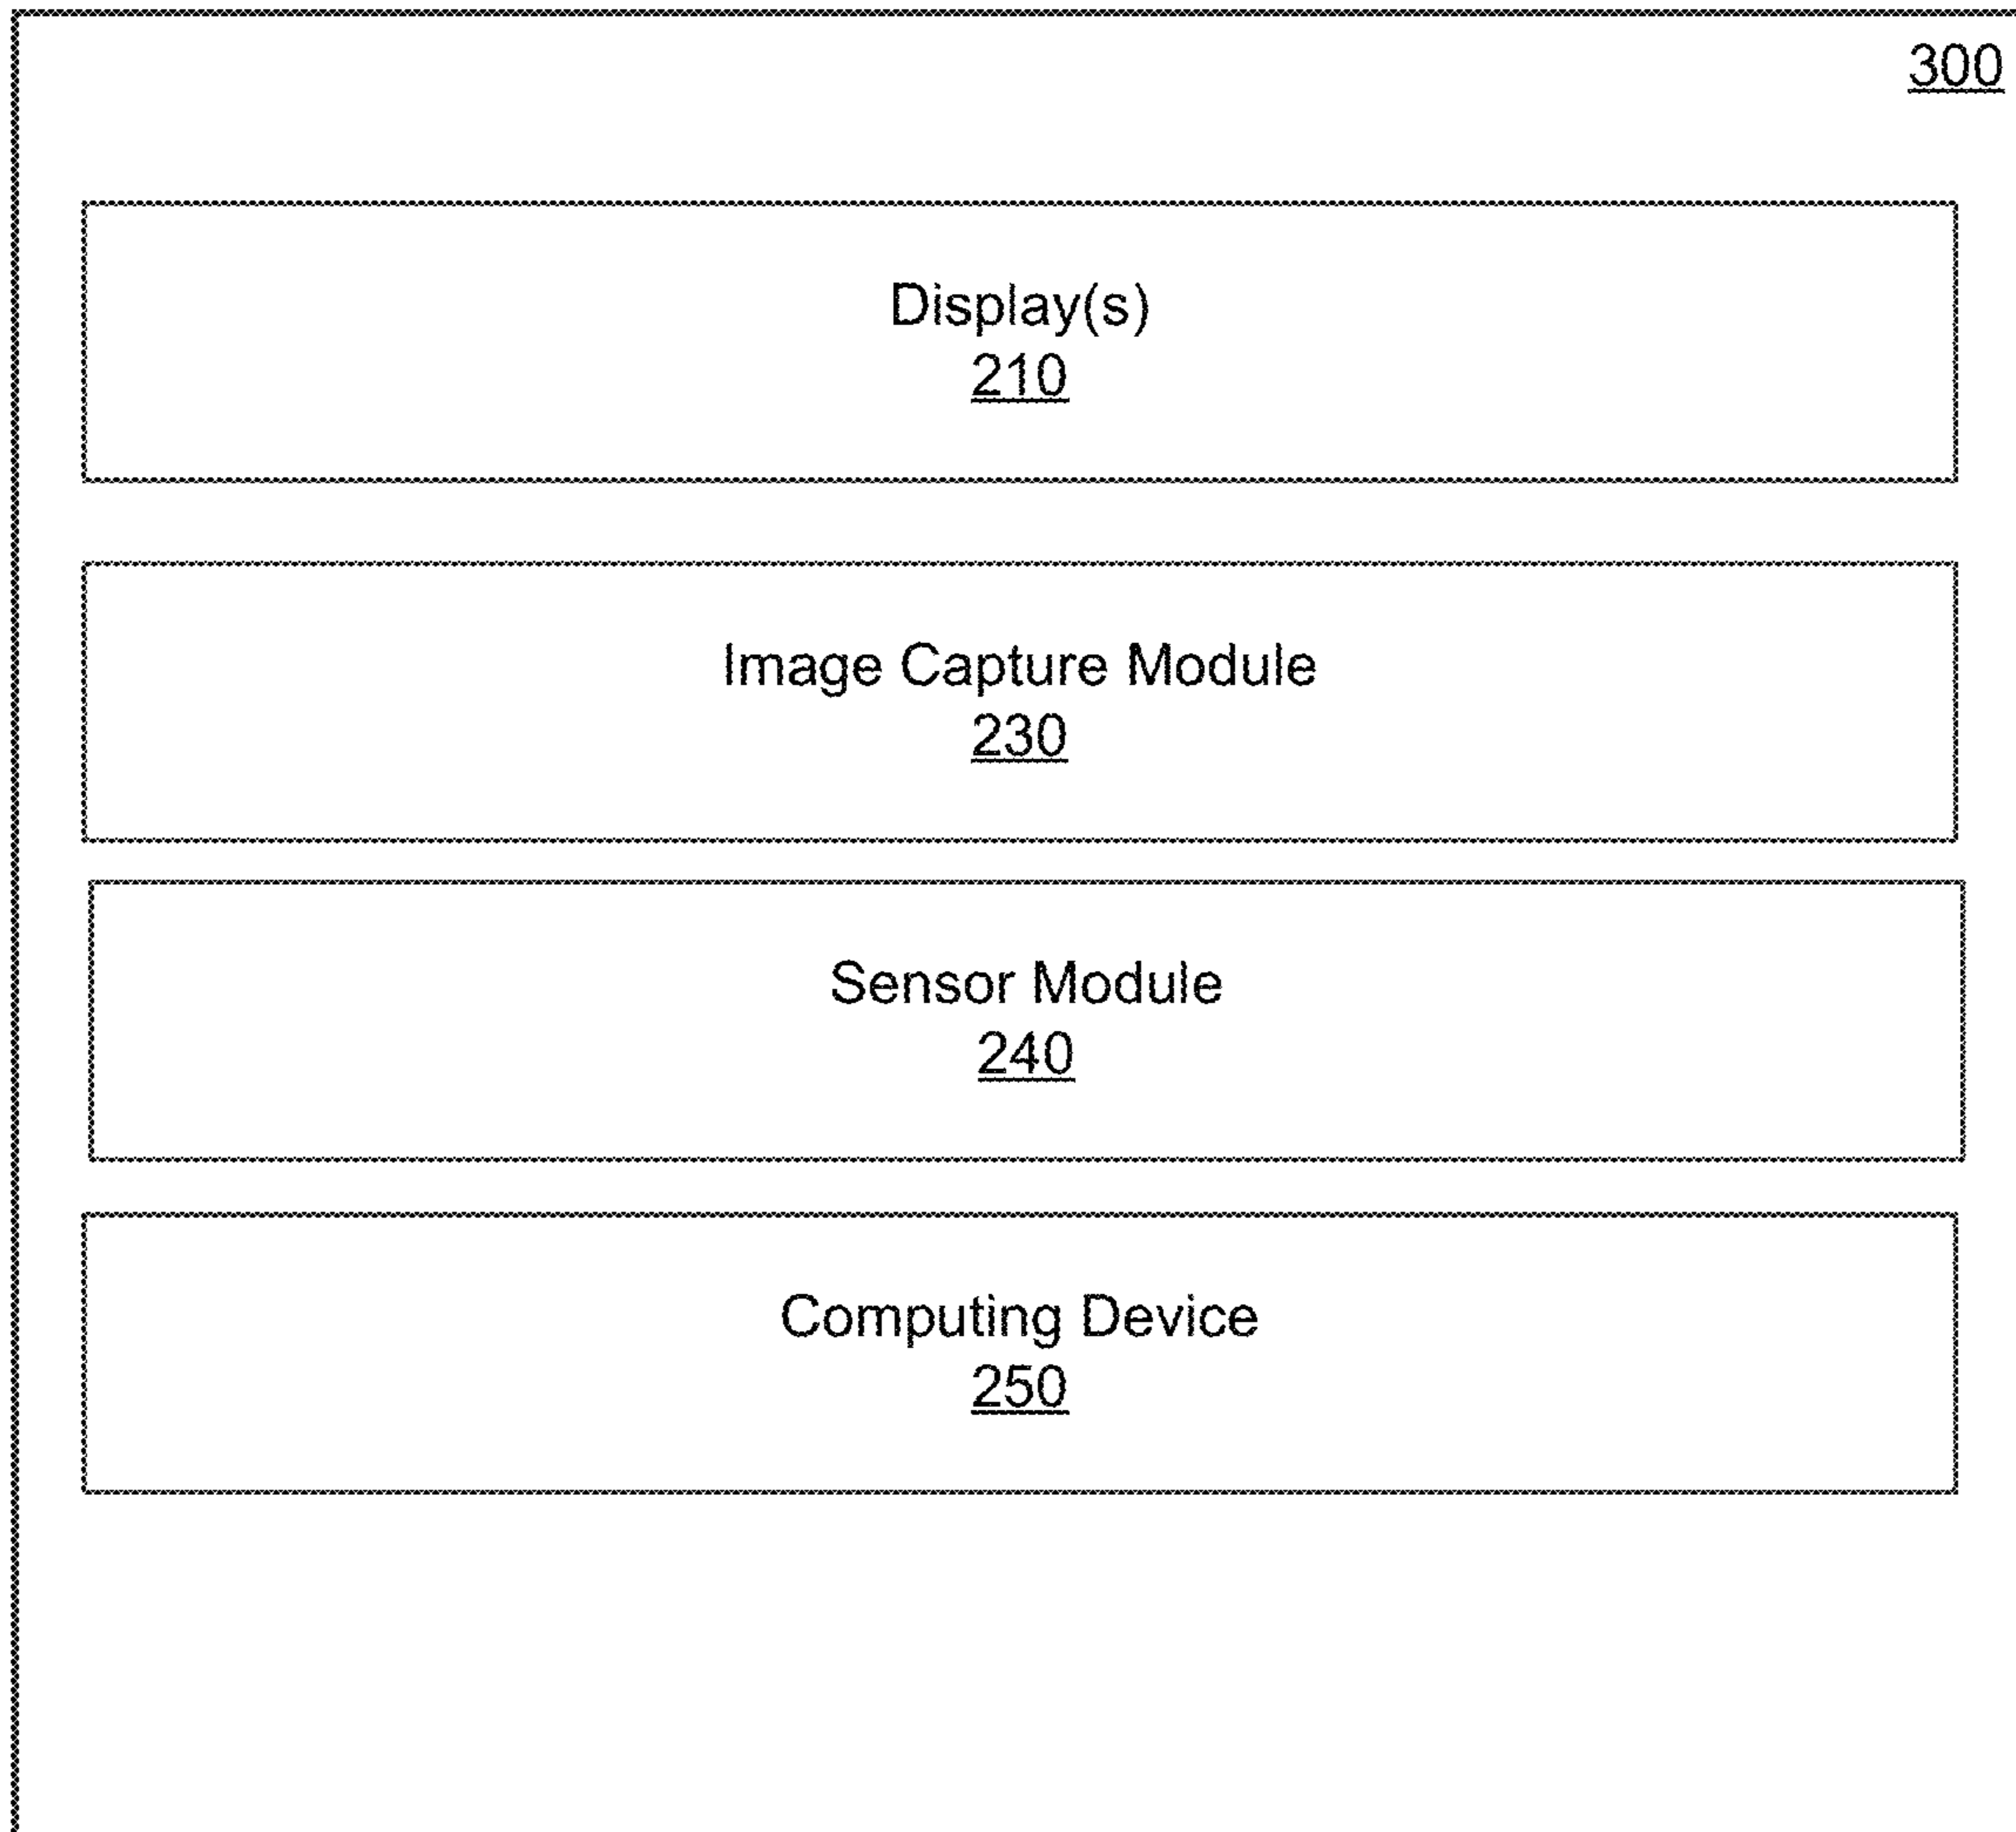 300
Display(s)
210
Image Capture Module
230
Sensor Module
240
Computing Device
250